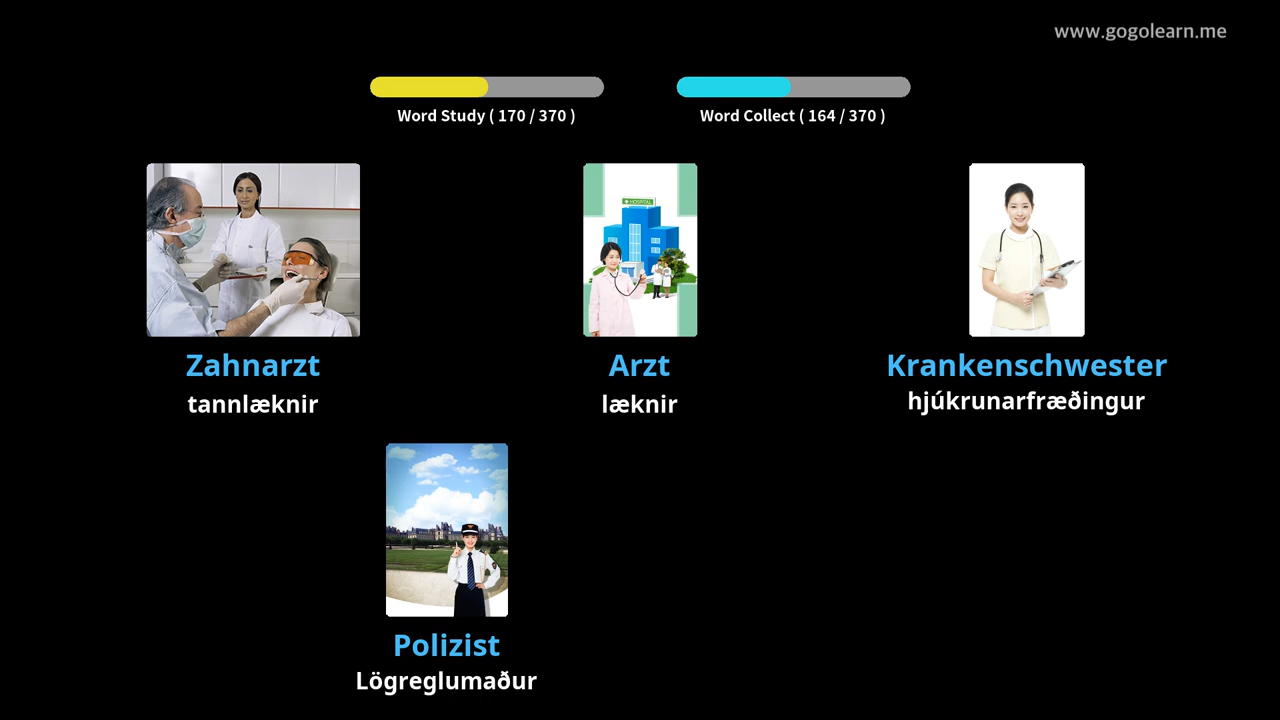 www.gogolearn.me
Word Study ( 170 / 370 )
Word Collect ( 164 / 370 )
HOSPITAL
Zahnarzt
tannlæknir
Arzt
læknir
Krankenschwester
hjúkrunarfræðingur
Polizist
Lögreglumaður